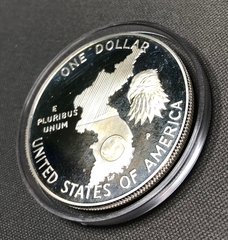 ONE DOLLAR
E
PLURIBUS
UNUM
UNITED STATES OF AMERICA